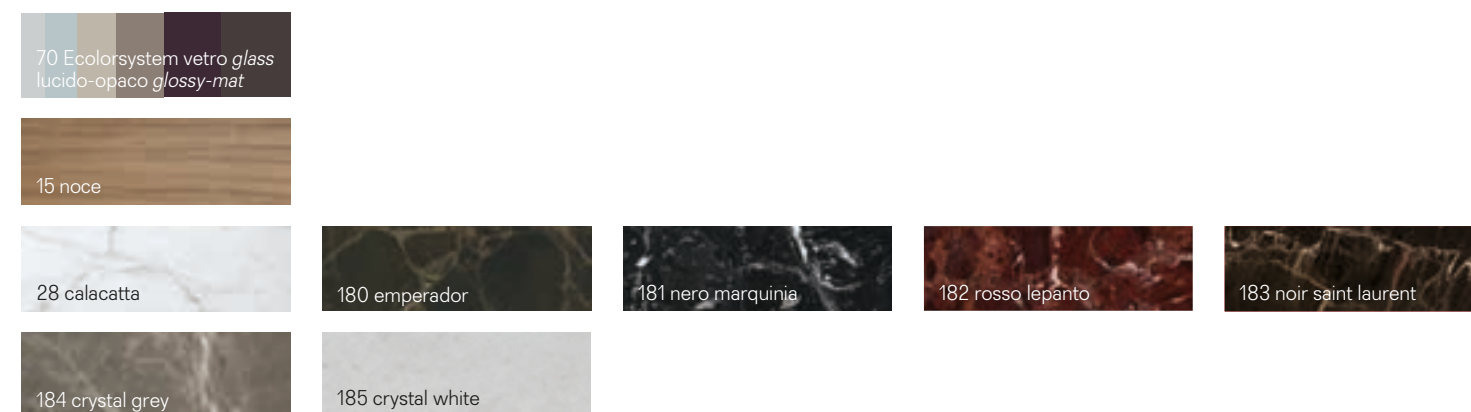 70 Ecolorsystem vetro glass
lucido-opaco glossy-mat
15 noce
28 calacatta
180 emperador
181 nero marquinia
182 rosso lepanto
183 noir saint laurent
184 crystal grey
185 crystal white